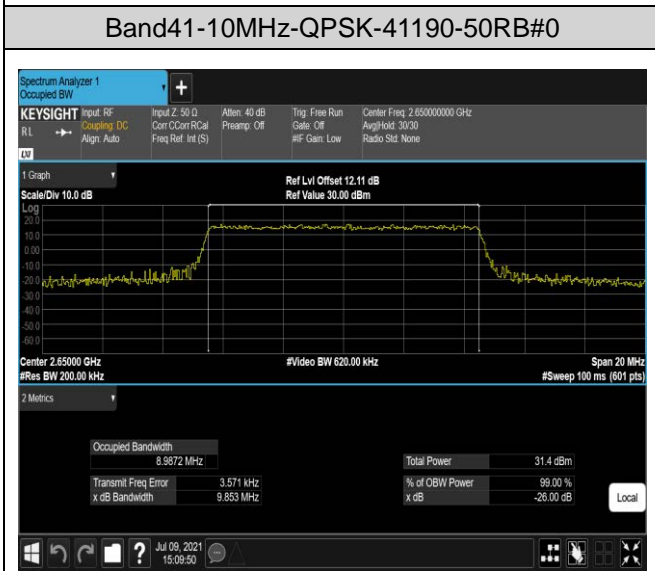 Band41-10MHz-QPSK-41190-50RB#0
Spectrum Analyzer 1
Occupied BW
+
KEYSIGHT Input: RF Input Z: 50 Ω Atten: 40 dB Trig: Free Run Center Freq: 2.650000000 GHz
RL Coupling: DC Corr CCorr RCal Preamp: Off Gate: Off Avg|Hold: 30/30
Align: Auto Freq Ref: Int (S) #IF Gain: Low Radio Std: None
LXI
1 Graph Ref Lvl Offset 12.11 dB
Scale/Div 10.0 dB Ref Value 30.00 dBm
Log
20.0
10.0
0.00
-10.0
-20.0
-30.0
-40.0
-50.0
-60.0
Center 2.65000 GHz #Video BW 620.00 kHz Span 20 MHz
#Res BW 200.00 kHz #Sweep 100 ms (601 pts)
2 Metrics
Occupied Bandwidth
8.9872 MHz Total Power 31.4 dBm
Transmit Freq Error 3.571 kHz % of OBW Power 99.00 %
x dB Bandwidth 9.853 MHz x dB -26.00 dB
Local
? Jul 09, 2021
15:09:50